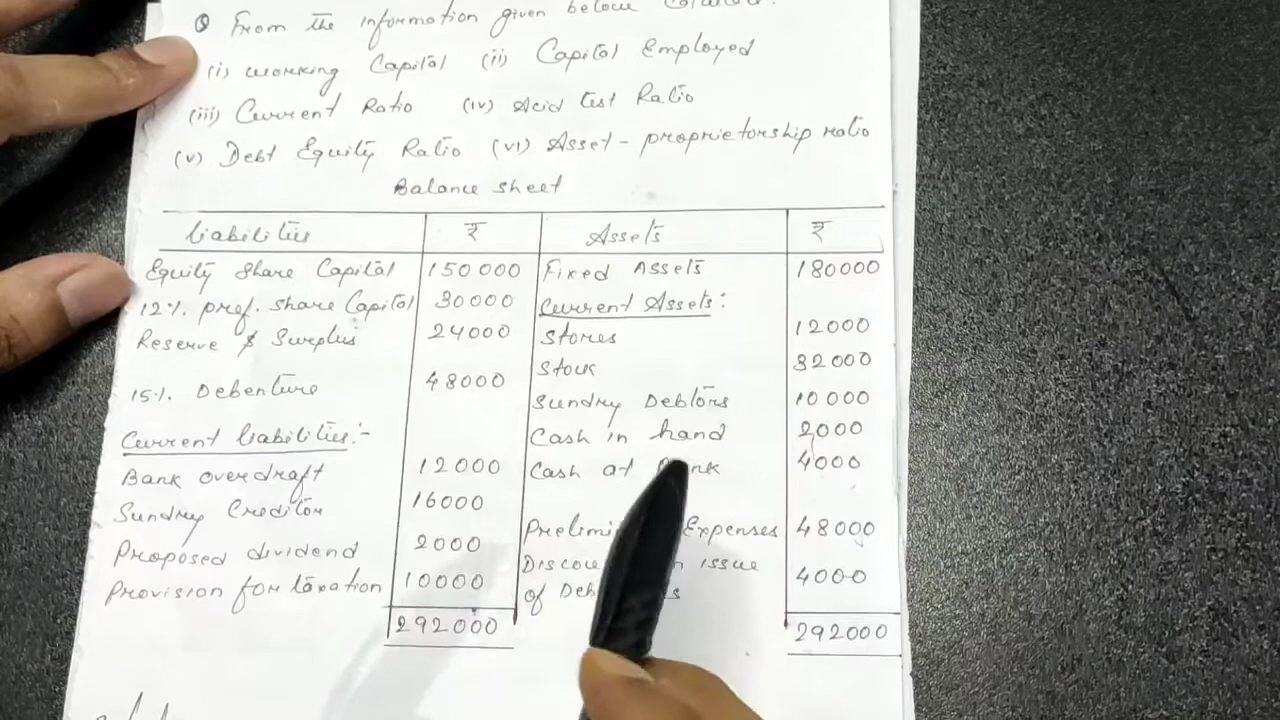 Q From the information given below
(i) working Capital (ii) Capital Employed
(iii) Current Ratio (iv) Acid test Ratio
(v) Debt Equity Ratio (vi) Asset - proprietorship ratio
Balance sheet
Liabilities ₹ Assets ₹
Equity Share Capital 150000 Fixed Assets 180000
12% pref. share Capital 30000 Current Assets:
Reserve & Surplus 24000 Stores 12000
Stock 32000
15% Debenture 48000 Sundry Debtors 10000
Current liabilities:- Cash in hand 2000
Bank overdraft 12000 Cash at 4000
Sundry Creditor 16000
Proposed dividend 2000 Expenses 48000
Provision for taxation 10000 issue
of 4000
292000 292000